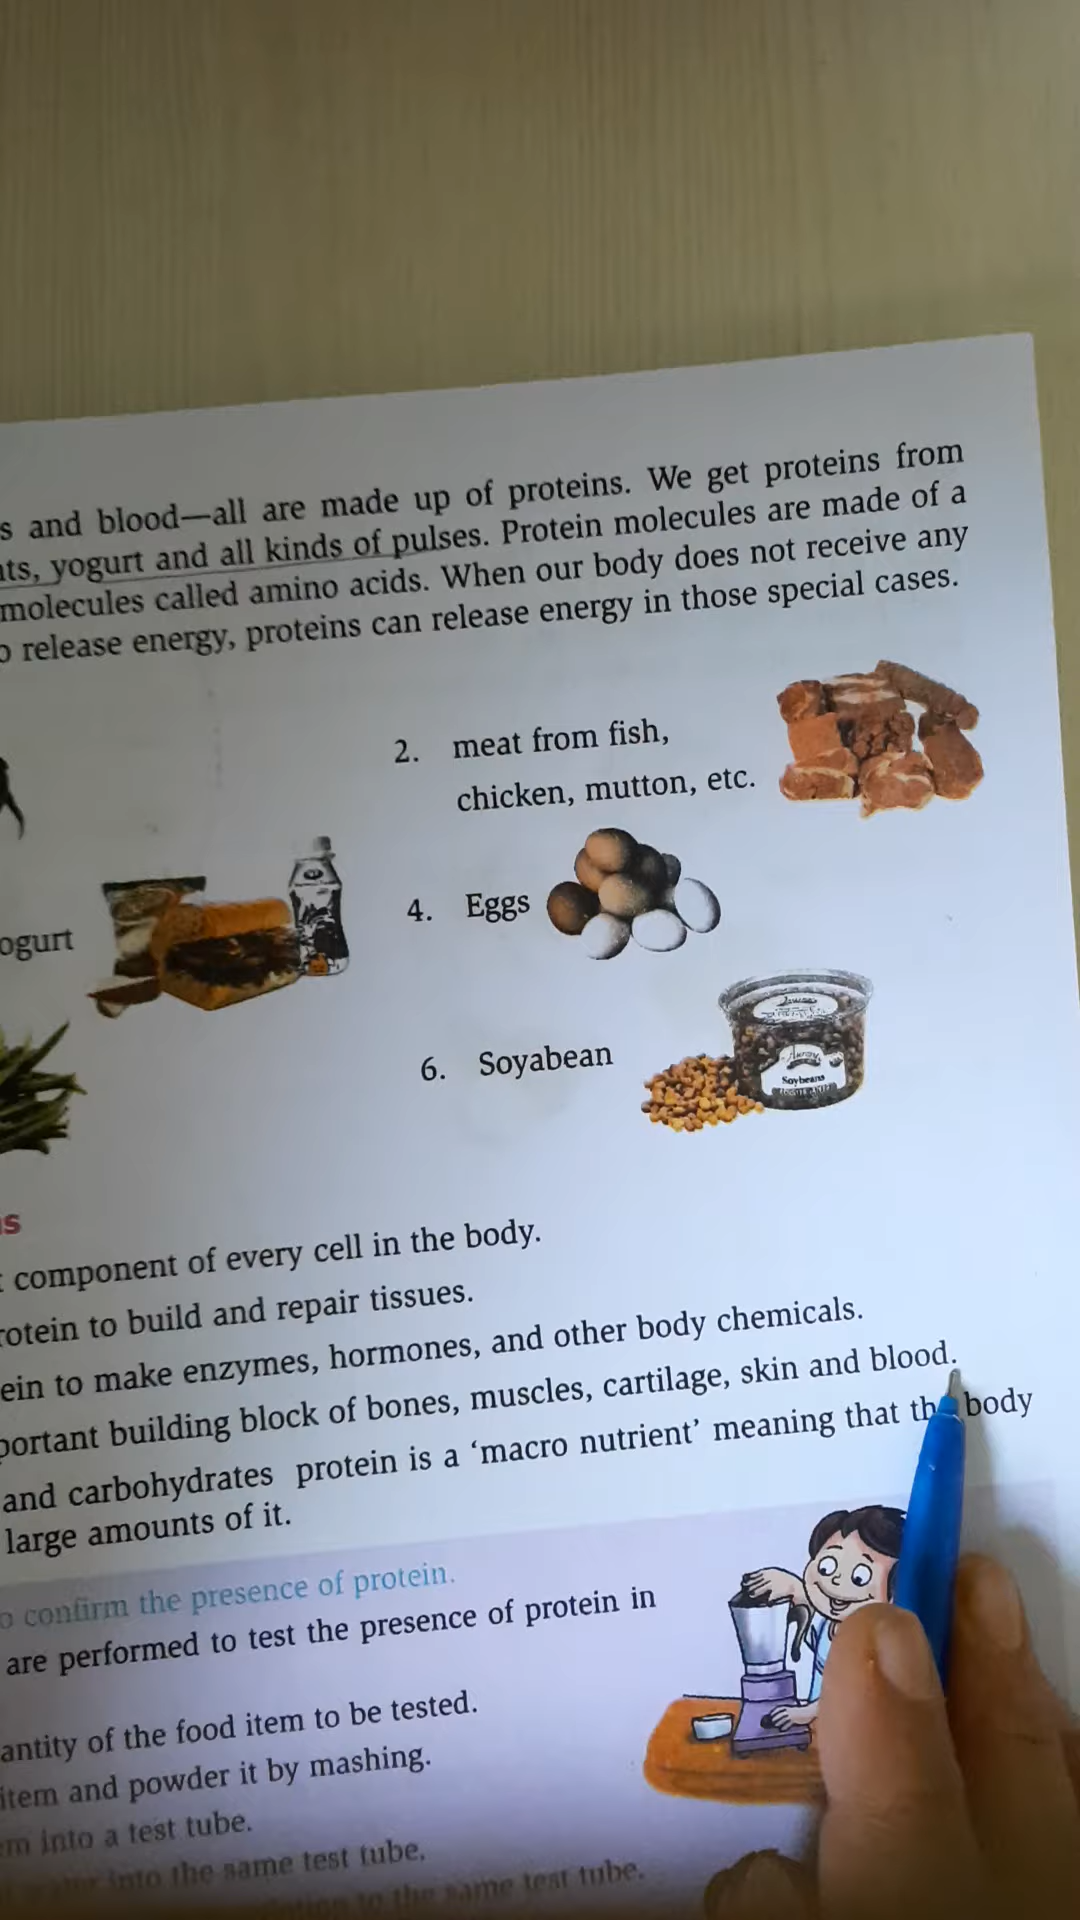 s and blood—all are made up of proteins. We get proteins from
ts, yogurt and all kinds of pulses. Protein molecules are made of a
molecules called amino acids. When our body does not receive any
o release energy, proteins can release energy in those special cases.
2. meat from fish,
chicken, mutton, etc.
ogurt
4. Eggs
6. Soyabean
Soybeans
s
component of every cell in the body.
rotein to build and repair tissues.
ein to make enzymes, hormones, and other body chemicals.
portant building block of bones, muscles, cartilage, skin and blood.
and carbohydrates protein is a ‘macro nutrient’ meaning that th body
large amounts of it.
o confirm the presence of protein.
are performed to test the presence of protein in
antity of the food item to be tested.
item and powder it by mashing.
m into a test tube.
into the same test tube.
to the same test tube.